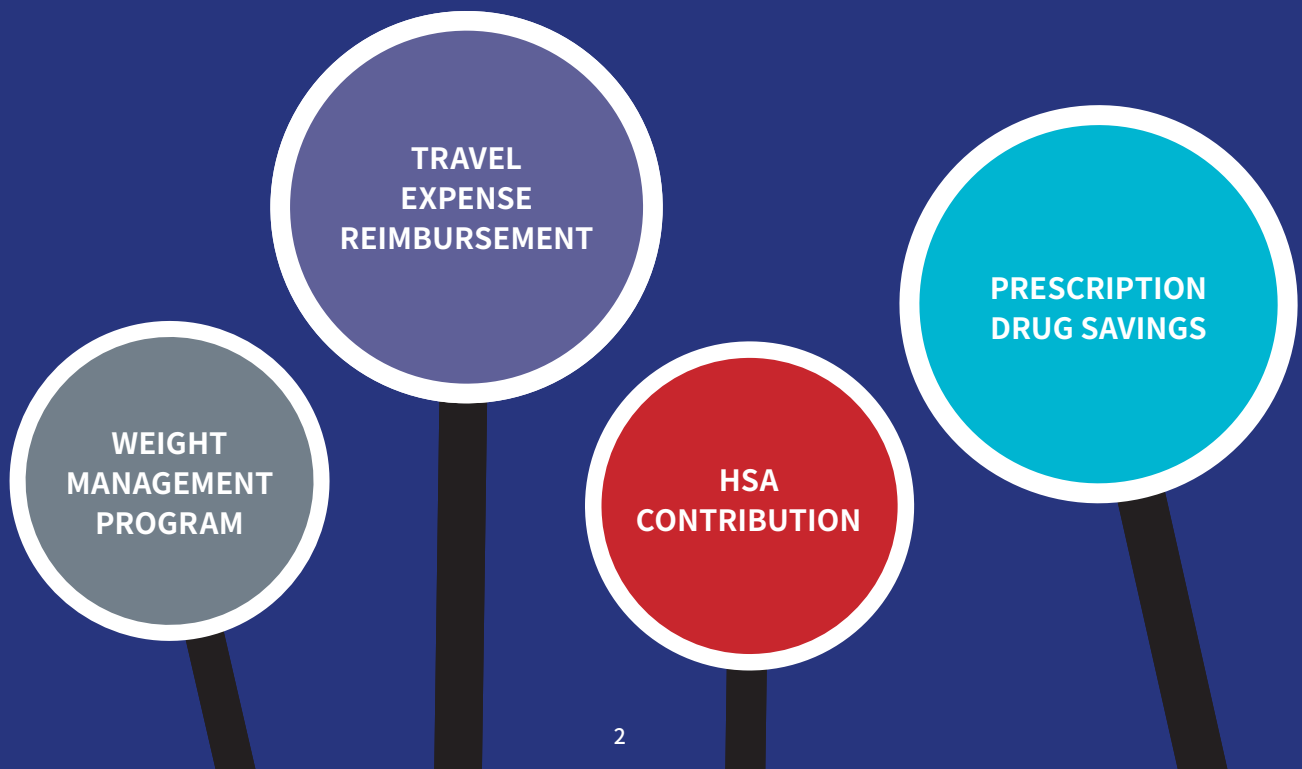 TRAVEL
EXPENSE
REIMBURSEMENT
PRESCRIPTION
DRUG SAVINGS
WEIGHT
MANAGEMENT
PROGRAM
HSA
CONTRIBUTION
2